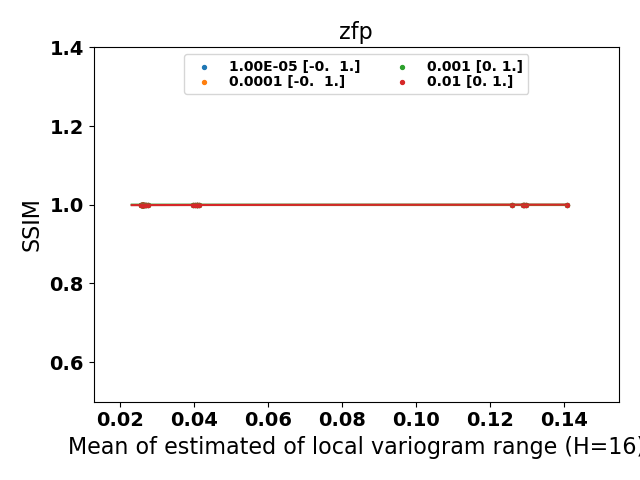 zfp
1.4
1.2
1.0
0.8
0.6
SSIM
1.00E-05 [-0.  1.]
0.0001 [-0.  1.]
0.001 [0. 1.]
0.01 [0. 1.]
0.02 0.04 0.06 0.08 0.10 0.12 0.14
Mean of estimated of local variogram range (H=16)